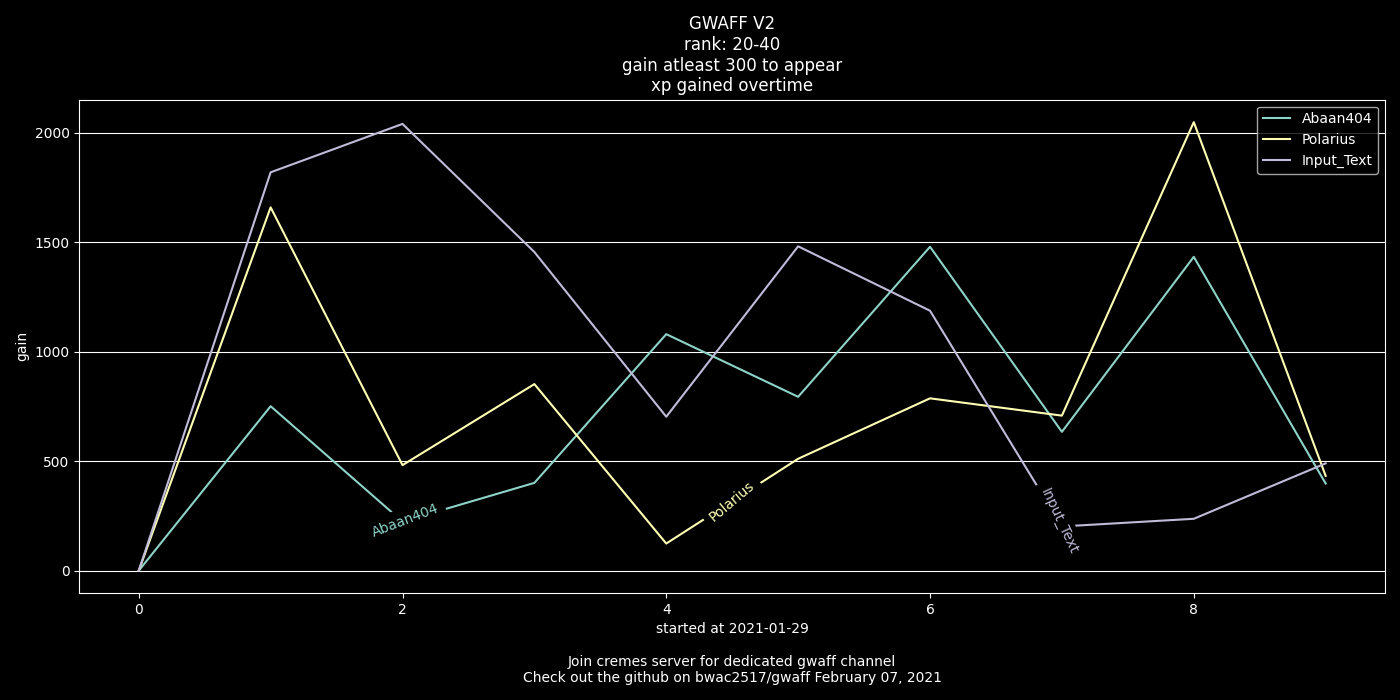 GWAFF V2
rank: 20-40
gain atleast 300 to appear
xp gained overtime
Abaan404
Polarius
Input_Text
2000
1500
1000
500
0
gain
Abaan404
Polarius
Input_Text
0 2 4 6 8
started at 2021-01-29
Join cremes server for dedicated gwaff channel
Check out the github on bwac2517/gwaff February 07, 2021